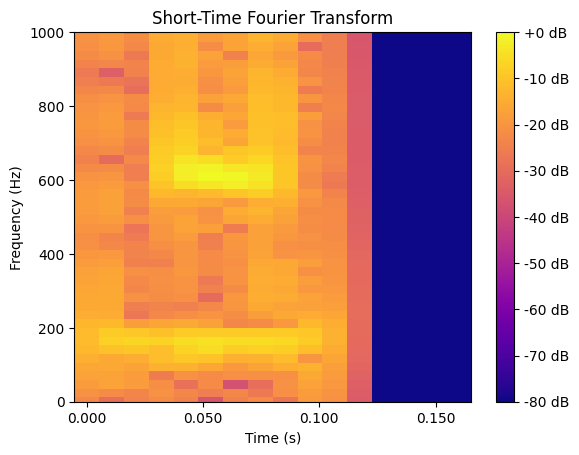 Short-Time Fourier Transform
Frequency (Hz)
1000
800
600
400
200
0
0.000
0.050
0.100
0.150
Time (s)
+0 dB
-10 dB
-20 dB
-30 dB
-40 dB
-50 dB
-60 dB
-70 dB
-80 dB